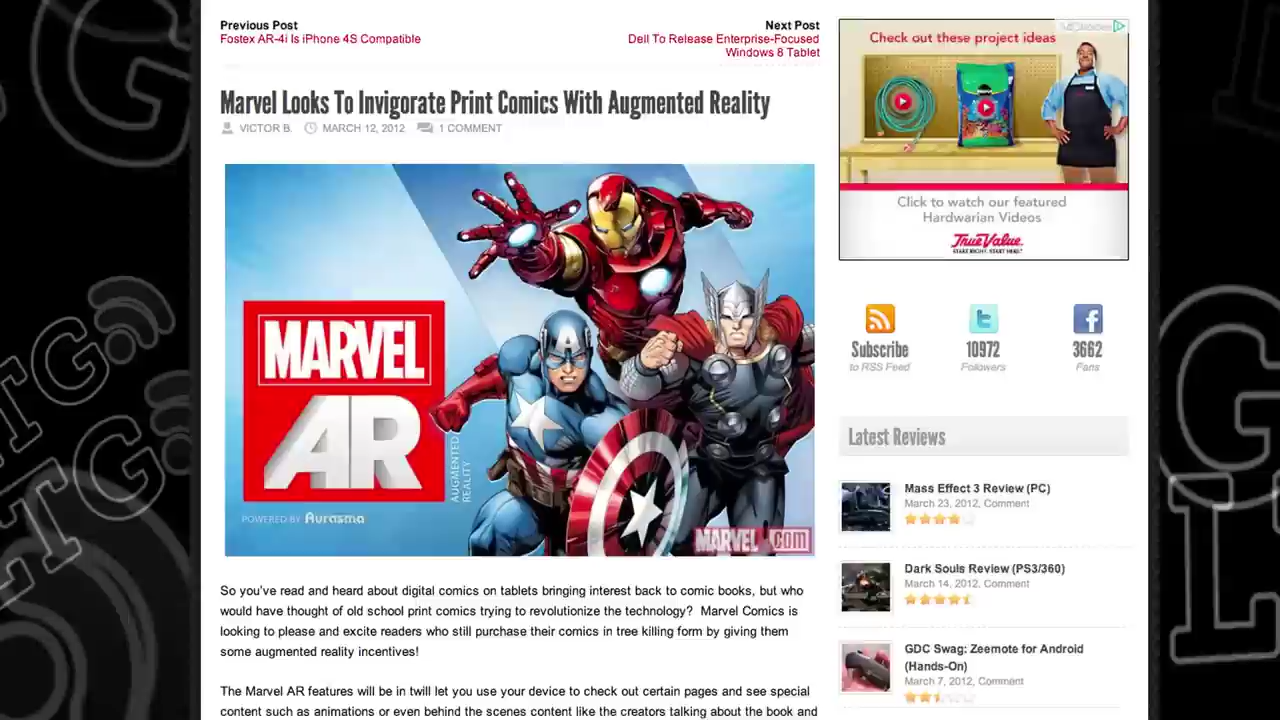 Previous Post
Fostex AR-4i Is iPhone 4S Compatible
Next Post
Dell To Release Enterprise-Focused
Windows 8 Tablet
Marvel Looks To Invigorate Print Comics With Augmented Reality
VICTOR B. MARCH 12, 2012 1 COMMENT
MARVEL
AR
AUGMENTED
REALITY
POWERED BY Aurasma
MARVEL.com
So you've read and heard about digital comics on tablets bringing interest back to comic books, but who
would have thought of old school print comics trying to revolutionize the technology? Marvel Comics is
looking to please and excite readers who still purchase their comics in tree killing form by giving them
some augmented reality incentives!
The Marvel AR features will be in twill let you use your device to check out certain pages and see special
content such as animations or even behind the scenes content like the creators talking about the book and
Check out these project ideas
Click to watch our featured
Hardwarian Videos
True Value.
START RIGHT. START HERE.
Subscribe
to RSS Feed
10972
Followers
3662
Fans
Latest Reviews
Mass Effect 3 Review (PC)
March 23, 2012, Comment
Dark Souls Review (PS3/360)
March 14, 2012, Comment
GDC Swag: Zeemote for Android
(Hands-On)
March 7, 2012, Comment